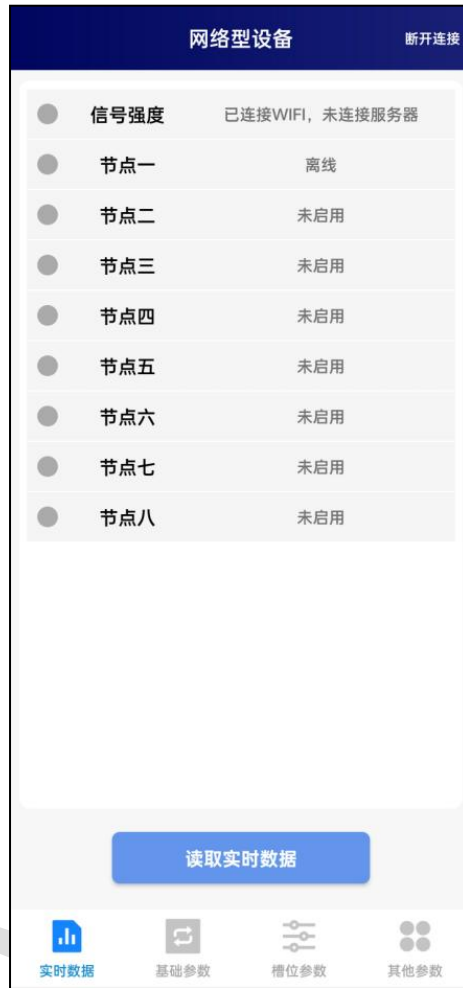 网络型设备 断开连接
信号强度 已连接WIFI，未连接服务器
节点一 离线
节点二 未启用
节点三 未启用
节点四 未启用
节点五 未启用
节点六 未启用
节点七 未启用
节点八 未启用
读取实时数据
实时数据 基础参数 槽位参数 其他参数